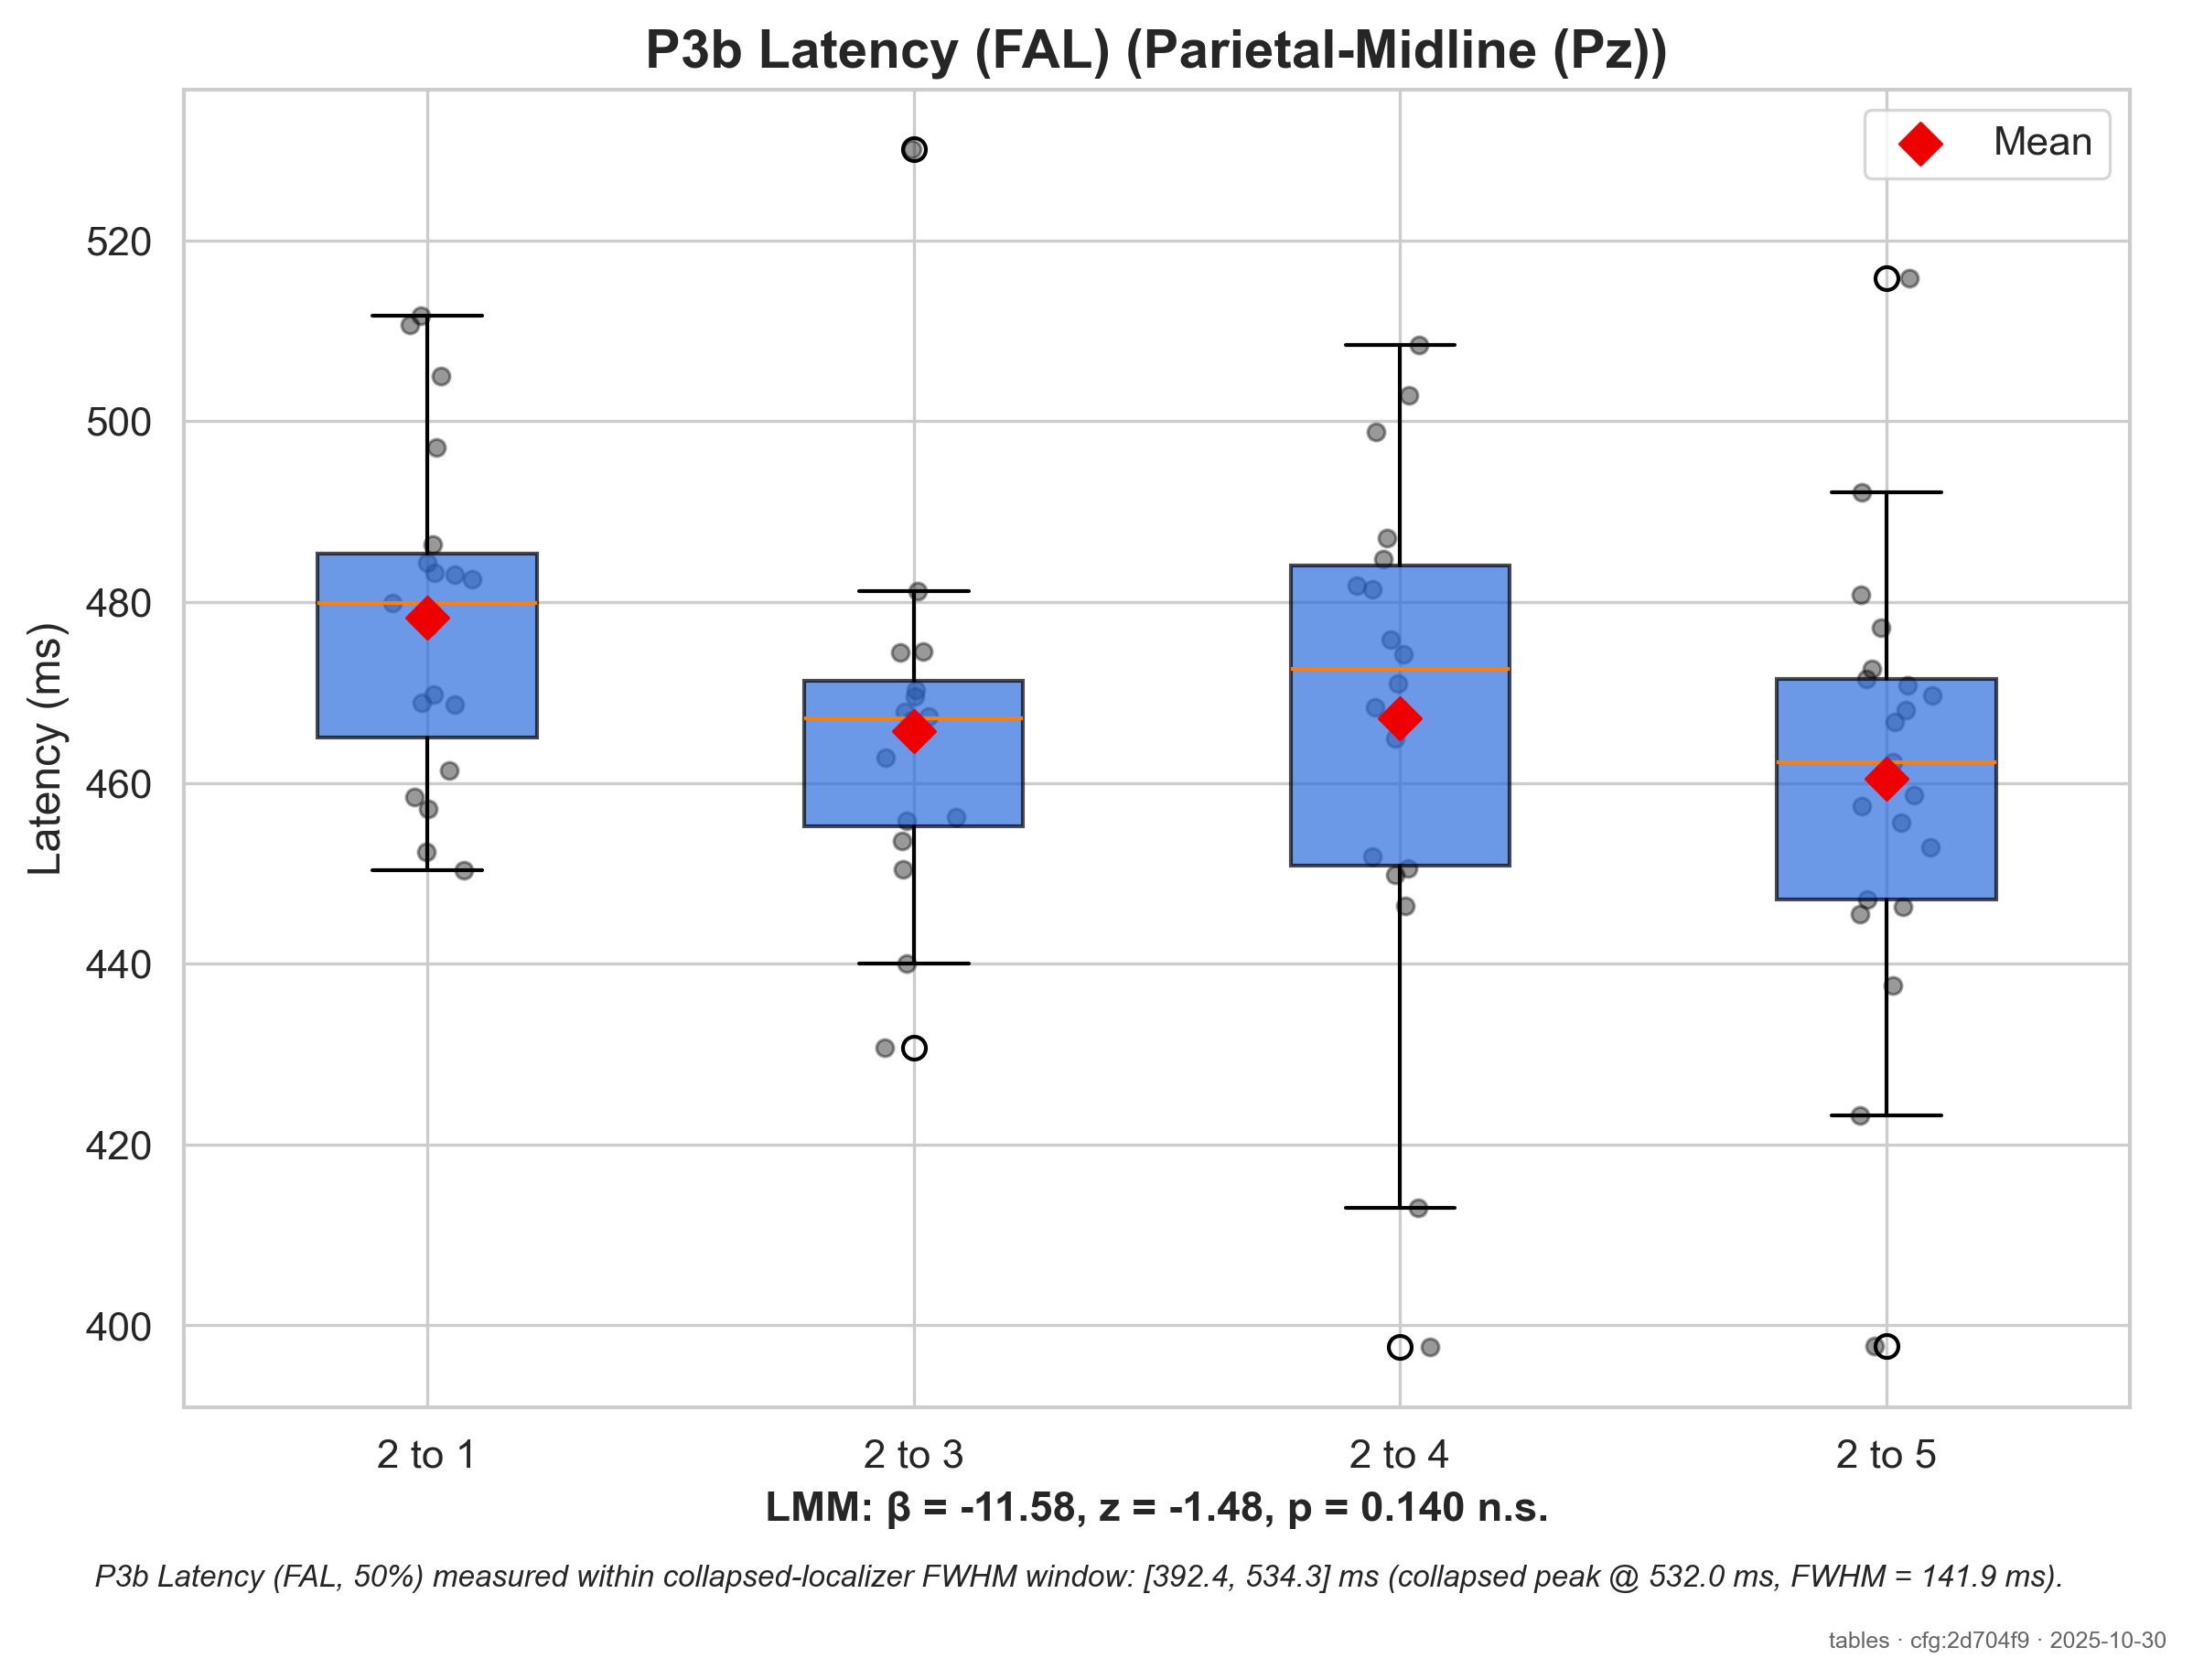 P3b Latency (FAL) (Parietal-Midline (Pz))
Mean
Latency (ms)
520
500
480
460
440
420
400
2 to 1
2 to 3
2 to 4
2 to 5
LMM: β = -11.58, z = -1.48, p = 0.140 n.s.
P3b Latency (FAL, 50%) measured within collapsed-localizer FWHM window: [392.4, 534.3] ms (collapsed peak @ 532.0 ms, FWHM = 141.9 ms).
tables · cfg:2d704f9 · 2025-10-30